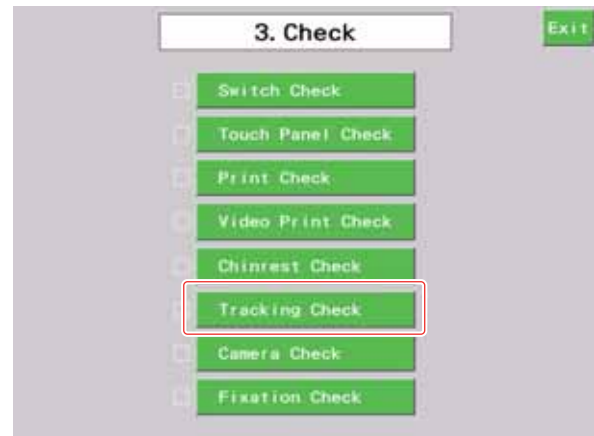 3. Check
Exit
Switch Check
Touch Panel Check
Print Check
Video Print Check
Chinrest Check
Tracking Check
Camera Check
Fixation Check